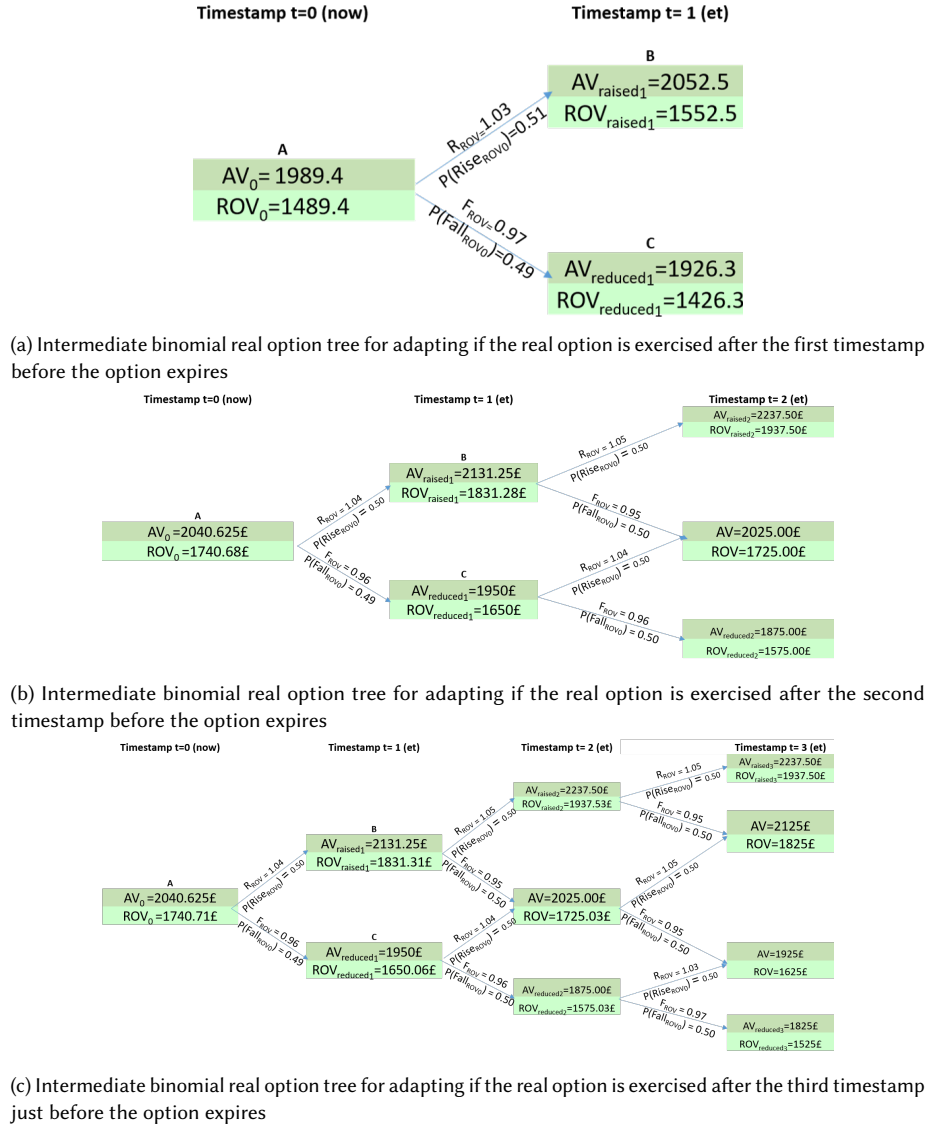 Timestamp t=0 (now) Timestamp t= 1 (et)
B
AVraised1=2052.5
ROVraised1=1552.5
RROV=1.03
P(RiseROV0)=0.51
A
AV0= 1989.4
ROV0=1489.4
FROV=0.97
P(FallROV0)=0.49
C
AVreduced1=1926.3
ROVreduced1=1426.3
(a) Intermediate binomial real option tree for adapting if the real option is exercised after the first timestamp
before the option expires
Timestamp t=0 (now) Timestamp t= 1 (et) Timestamp t= 2 (et)
AVraised2=2237.50£
ROVraised2=1937.50£
RROV = 1.05
P(RiseROV0) = 0.50
B
AVraised1=2131.25£
ROVraised1=1831.28£
RROV = 1.04
P(RiseROV0) = 0.50
FROV = 0.95
P(FallROV0) = 0.50
A
AV0 =2040.625£
ROV0 =1740.68£
AV=2025.00£
ROV=1725.00£
FROV = 0.96
P(FallROV0) = 0.49
RROV = 1.04
P(RiseROV0) = 0.50
C
AVreduced1=1950£
ROVreduced1=1650£
FROV = 0.96
P(FallROV0) = 0.50
AVreduced2=1875.00£
ROVreduced2=1575.00£
(b) Intermediate binomial real option tree for adapting if the real option is exercised after the second
timestamp before the option expires
Timestamp t=0 (now) Timestamp t= 1 (et) Timestamp t= 2 (et) Timestamp t= 3 (et)
AVraised3=2237.50£
ROVraised3=1937.50£
RROV = 1.05
P(RiseROV0) = 0.50
AVraised2=2237.50£
ROVraised2=1937.53£
RROV = 1.05
P(RiseROV0) = 0.50
FROV = 0.95
P(FallROV0) = 0.50
AV=2125£
ROV=1825£
B
AVraised1=2131.25£
ROVraised1=1831.31£
RROV = 1.04
P(RiseROV0) = 0.50
FROV = 0.95
P(FallROV0) = 0.50
RROV = 1.05
P(RiseROV0) = 0.50
A
AV0 =2040.625£
ROV0 =1740.71£
AV=2025.00£
ROV=1725.03£
FROV = 0.96
P(FallROV0) = 0.49
RROV = 1.04
P(RiseROV0) = 0.50
FROV = 0.95
P(FallROV0) = 0.50
C
AVreduced1=1950£
ROVreduced1=1650.06£
AV=1925£
ROV=1625£
FROV = 0.96
P(FallROV0) = 0.50
RROV = 1.03
P(RiseROV0) = 0.50
AVreduced2=1875.00£
ROVreduced2=1575.03£
FROV = 0.97
P(FallROV0) = 0.50
AVreduced3=1825£
ROVreduced3=1525£
(c) Intermediate binomial real option tree for adapting if the real option is exercised after the third timestamp
just before the option expires